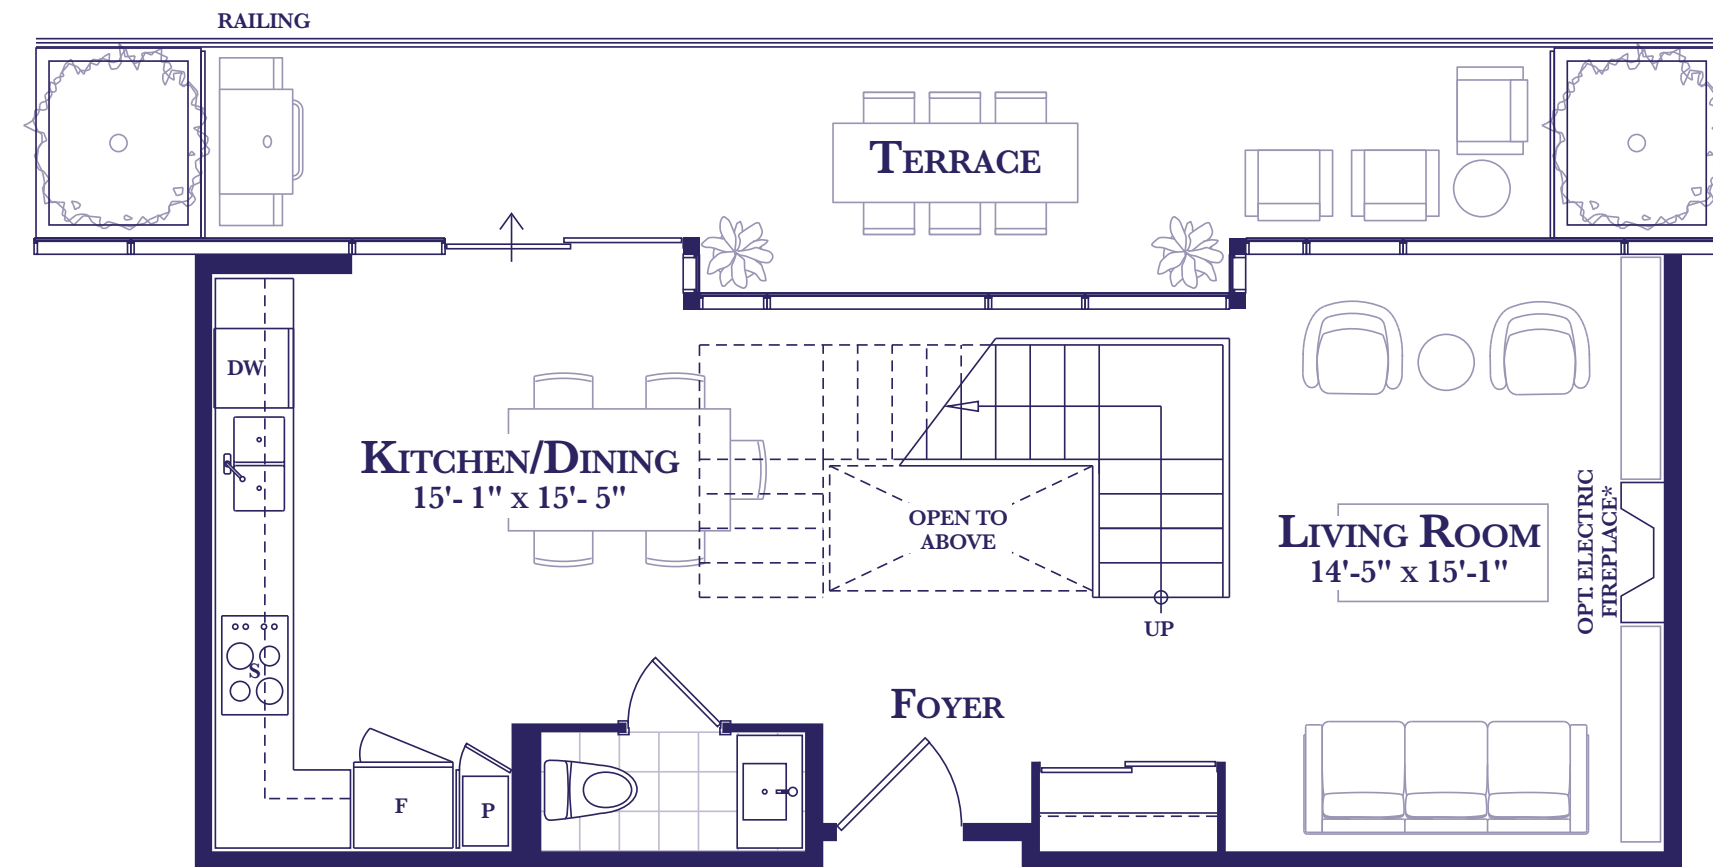 RAILING
TERRACE
DW
KITCHEN/DINING
15'- 1" X 15'- 5"
OPEN TO
ABOVE
LIVING ROOM
14'-5" X 15'-1"
OPT. ELECTRIC
FIREPLACE*
UP
S
FOYER
F
P